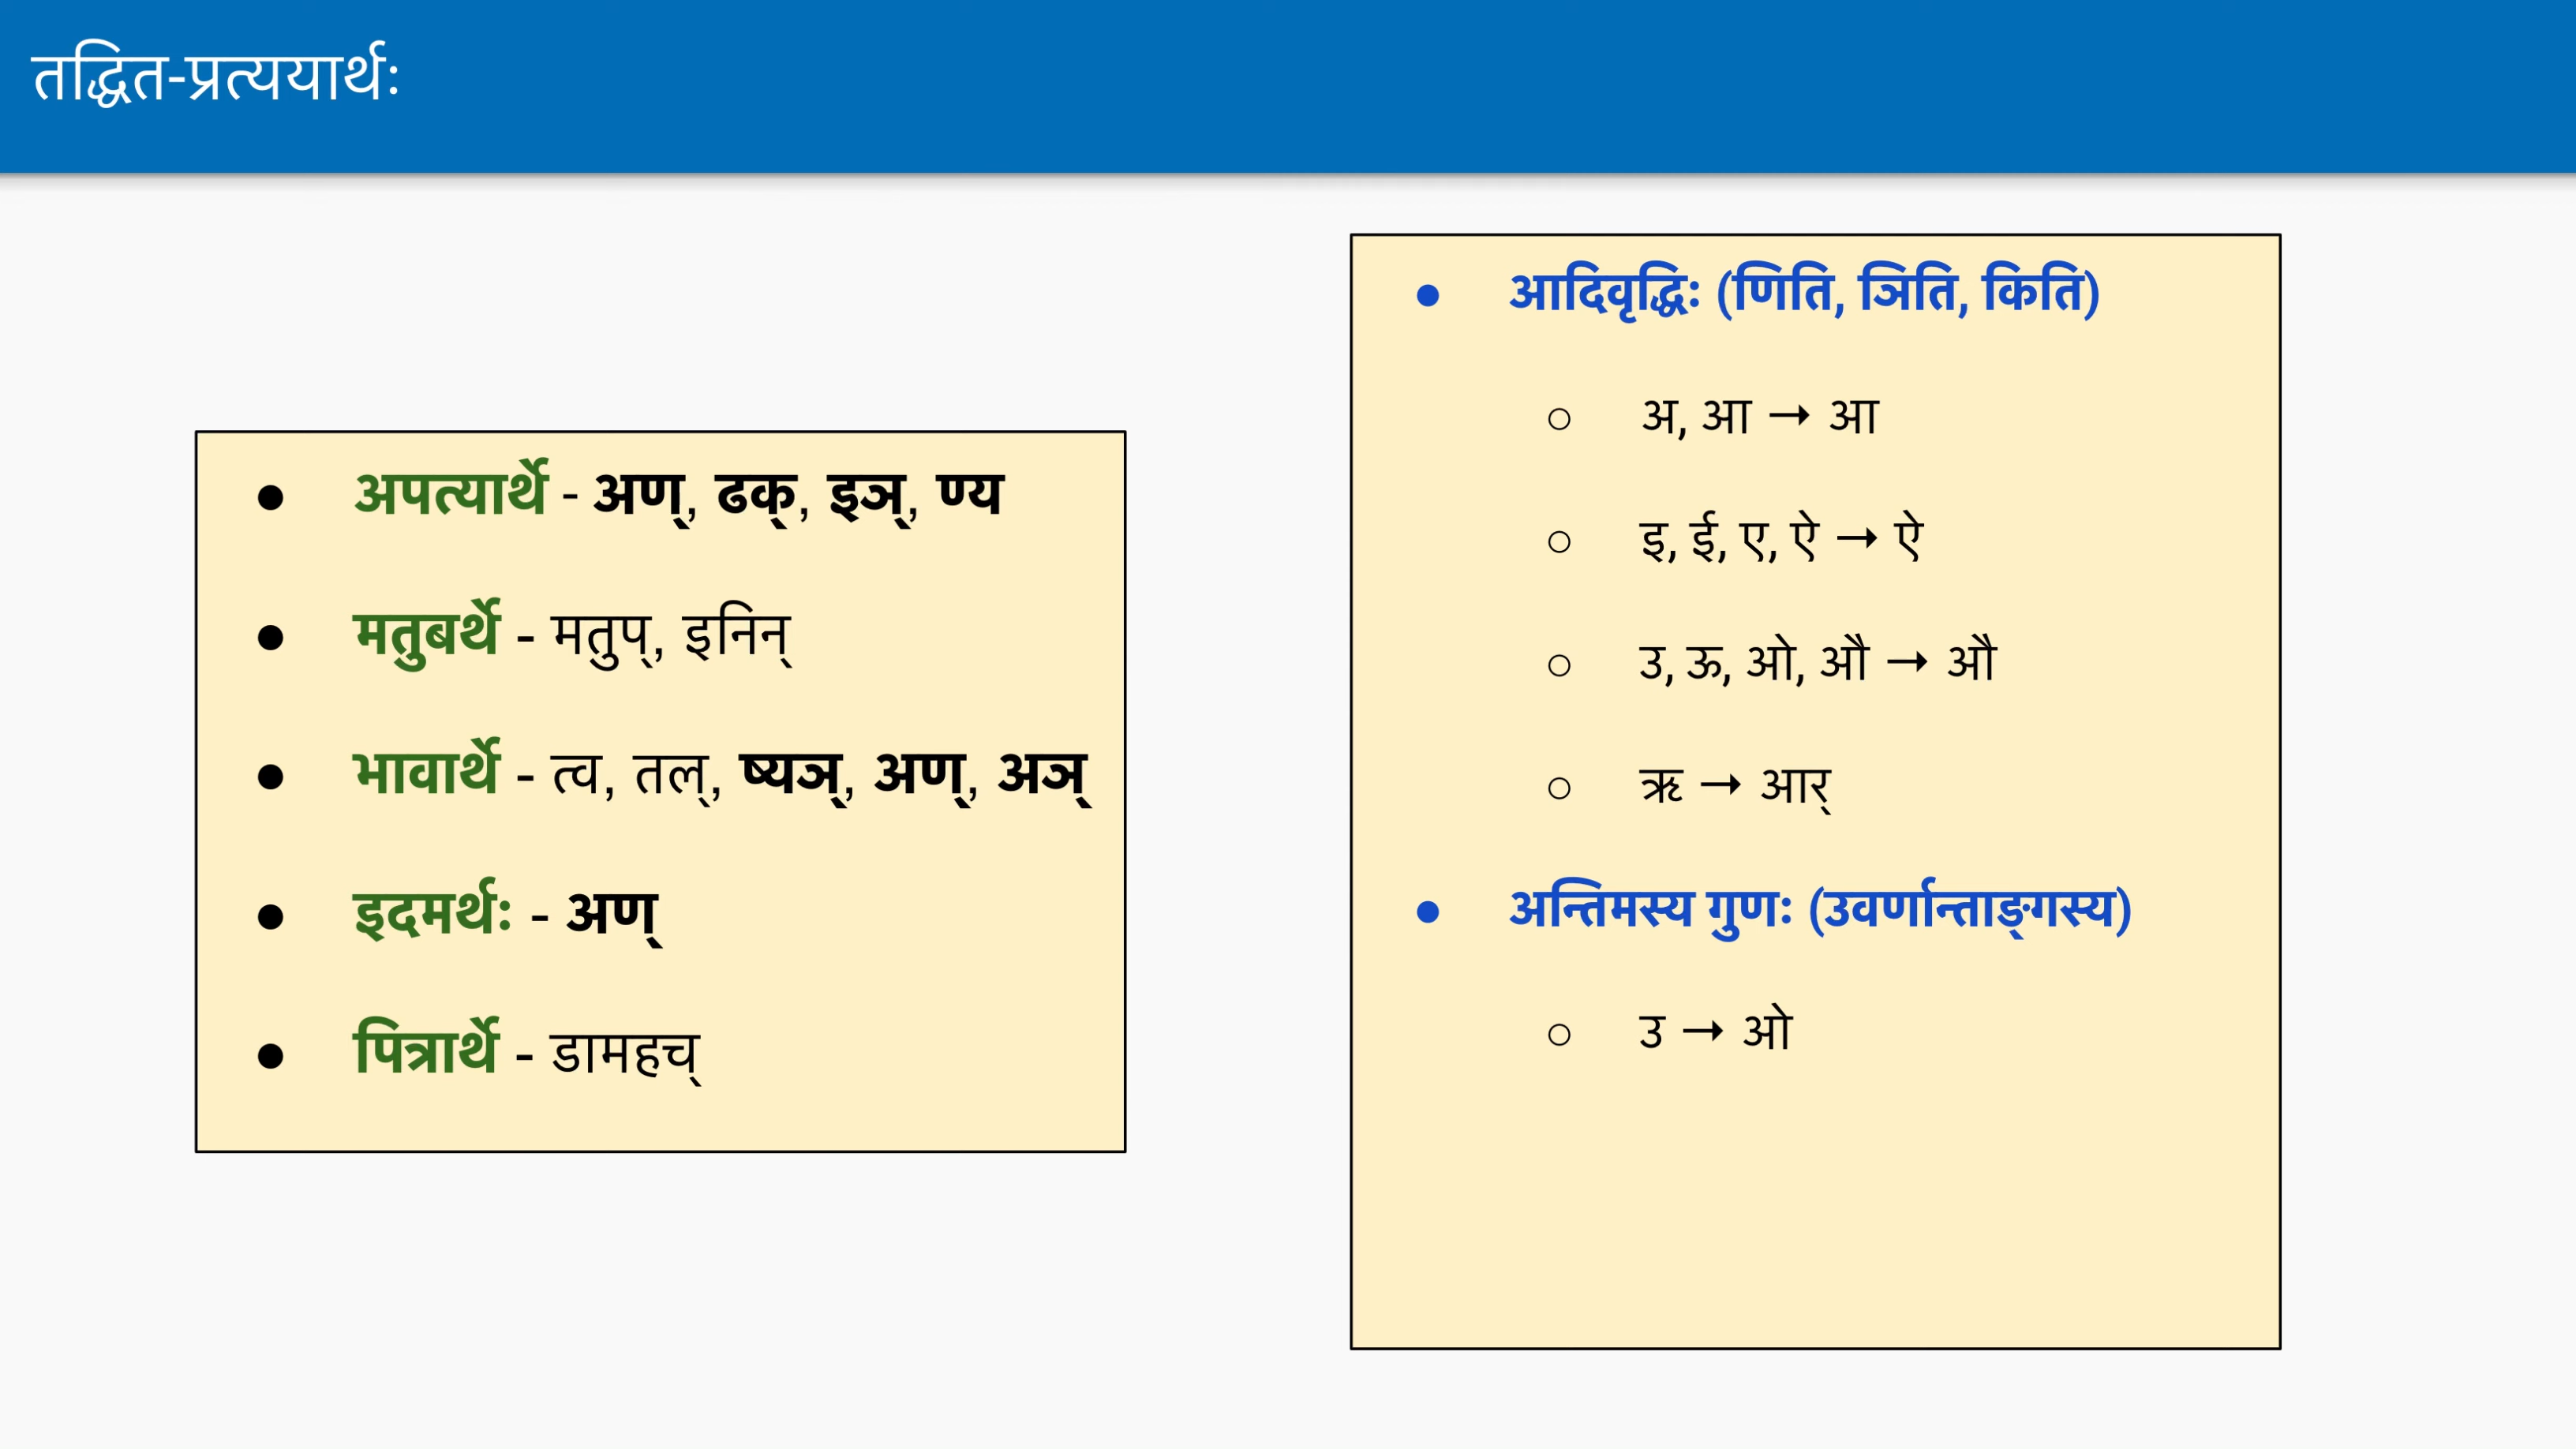 तद्धित-प्रत्ययार्थः
● अपत्यार्थे - अण्, ढक्, इञ्, ण्य
● मतुबर्थे - मतुप्, इनिन्
● भावार्थे - त्व, तल्, ष्यञ्, अण्, अञ्
● इदमर्थः - अण्
● पित्रार्थे - डामहच्
● आदिवृद्धिः (णिति, ञिति, किति)
○ अ, आ → आ
○ इ, ई, ए, ऐ → ऐ
○ उ, ऊ, ओ, औ → औ
○ ऋ → आर्
● अन्तिमस्य गुणः (उवर्णान्ताङ्गस्य)
○ उ → ओ